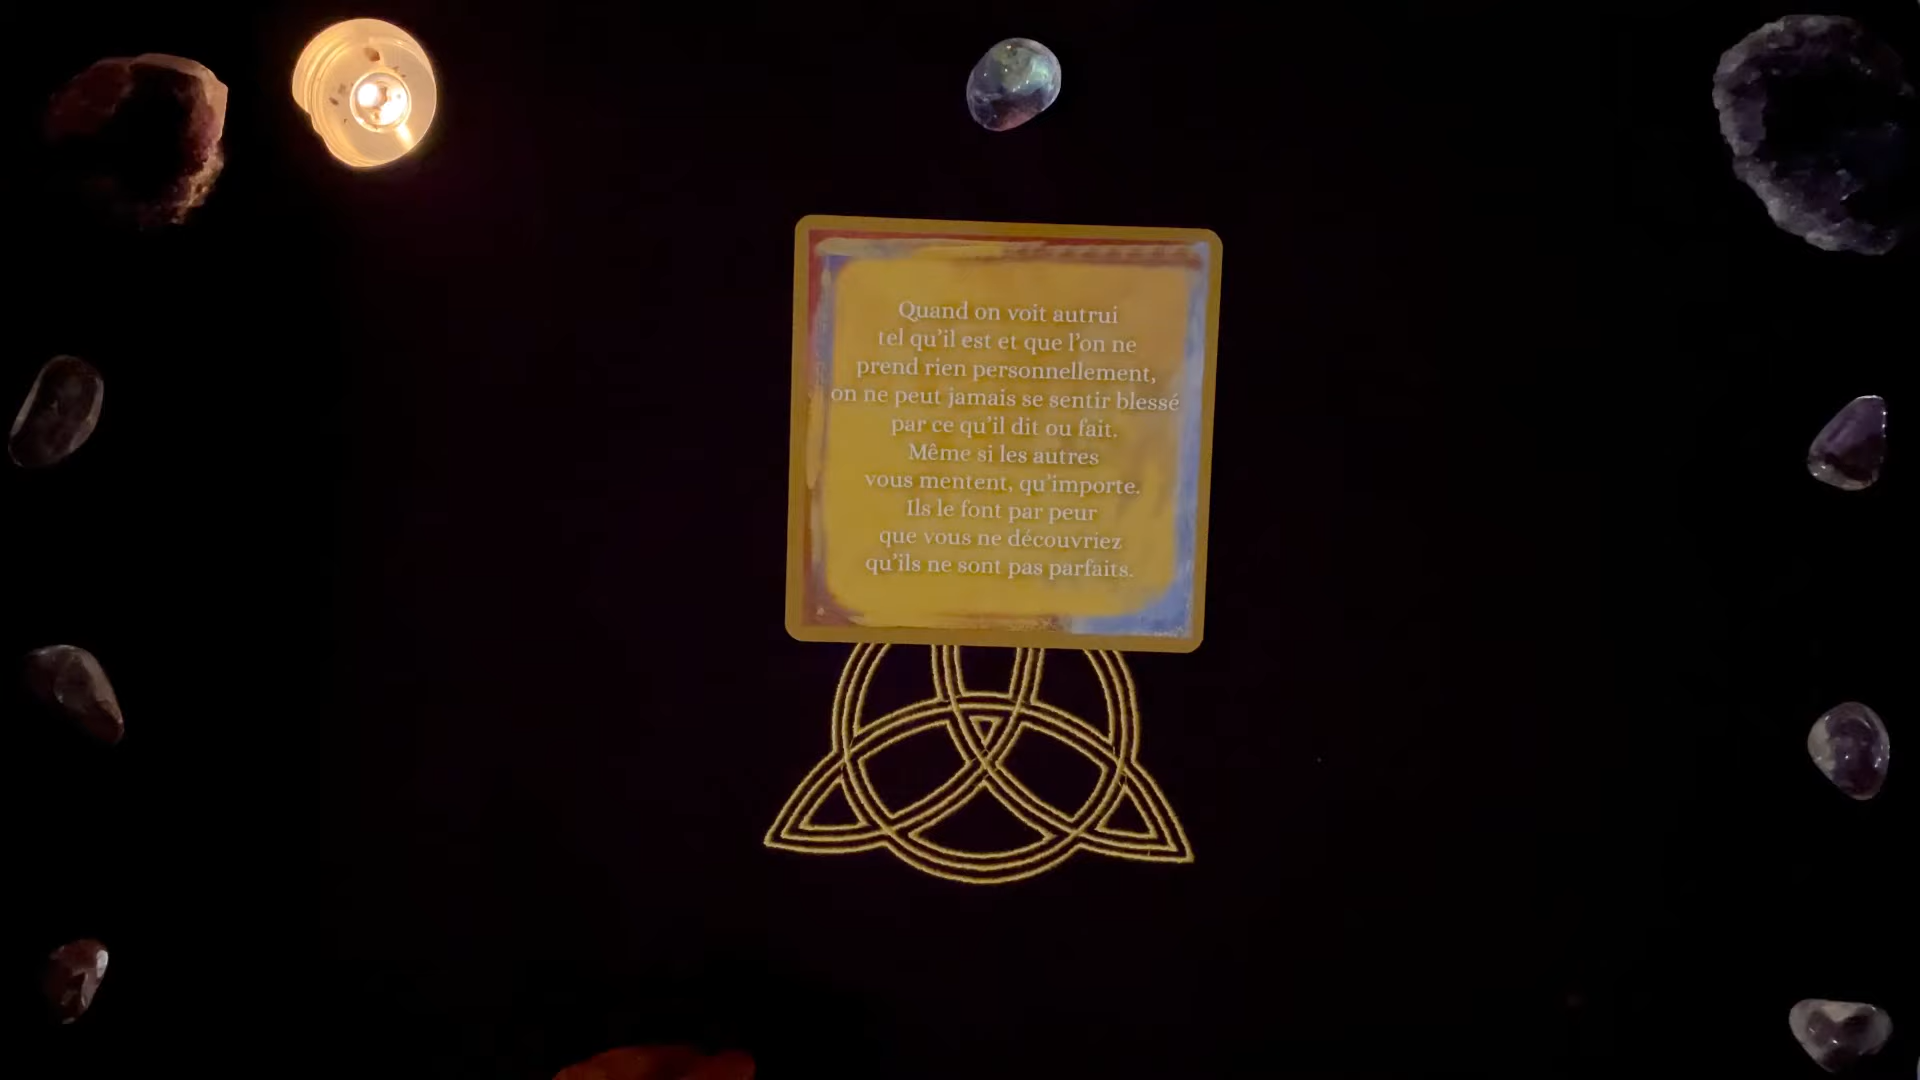 Quand on voit autrui
tel qu'il est et que l'on ne
prend rien personnellement,
on ne peut jamais se sentir blessé
par ce qu'il dit ou fait.
Même si les autres
vous mentent, qu'importe.
Ils le font par peur
que vous ne découvriez
qu'ils ne sont pas parfaits.